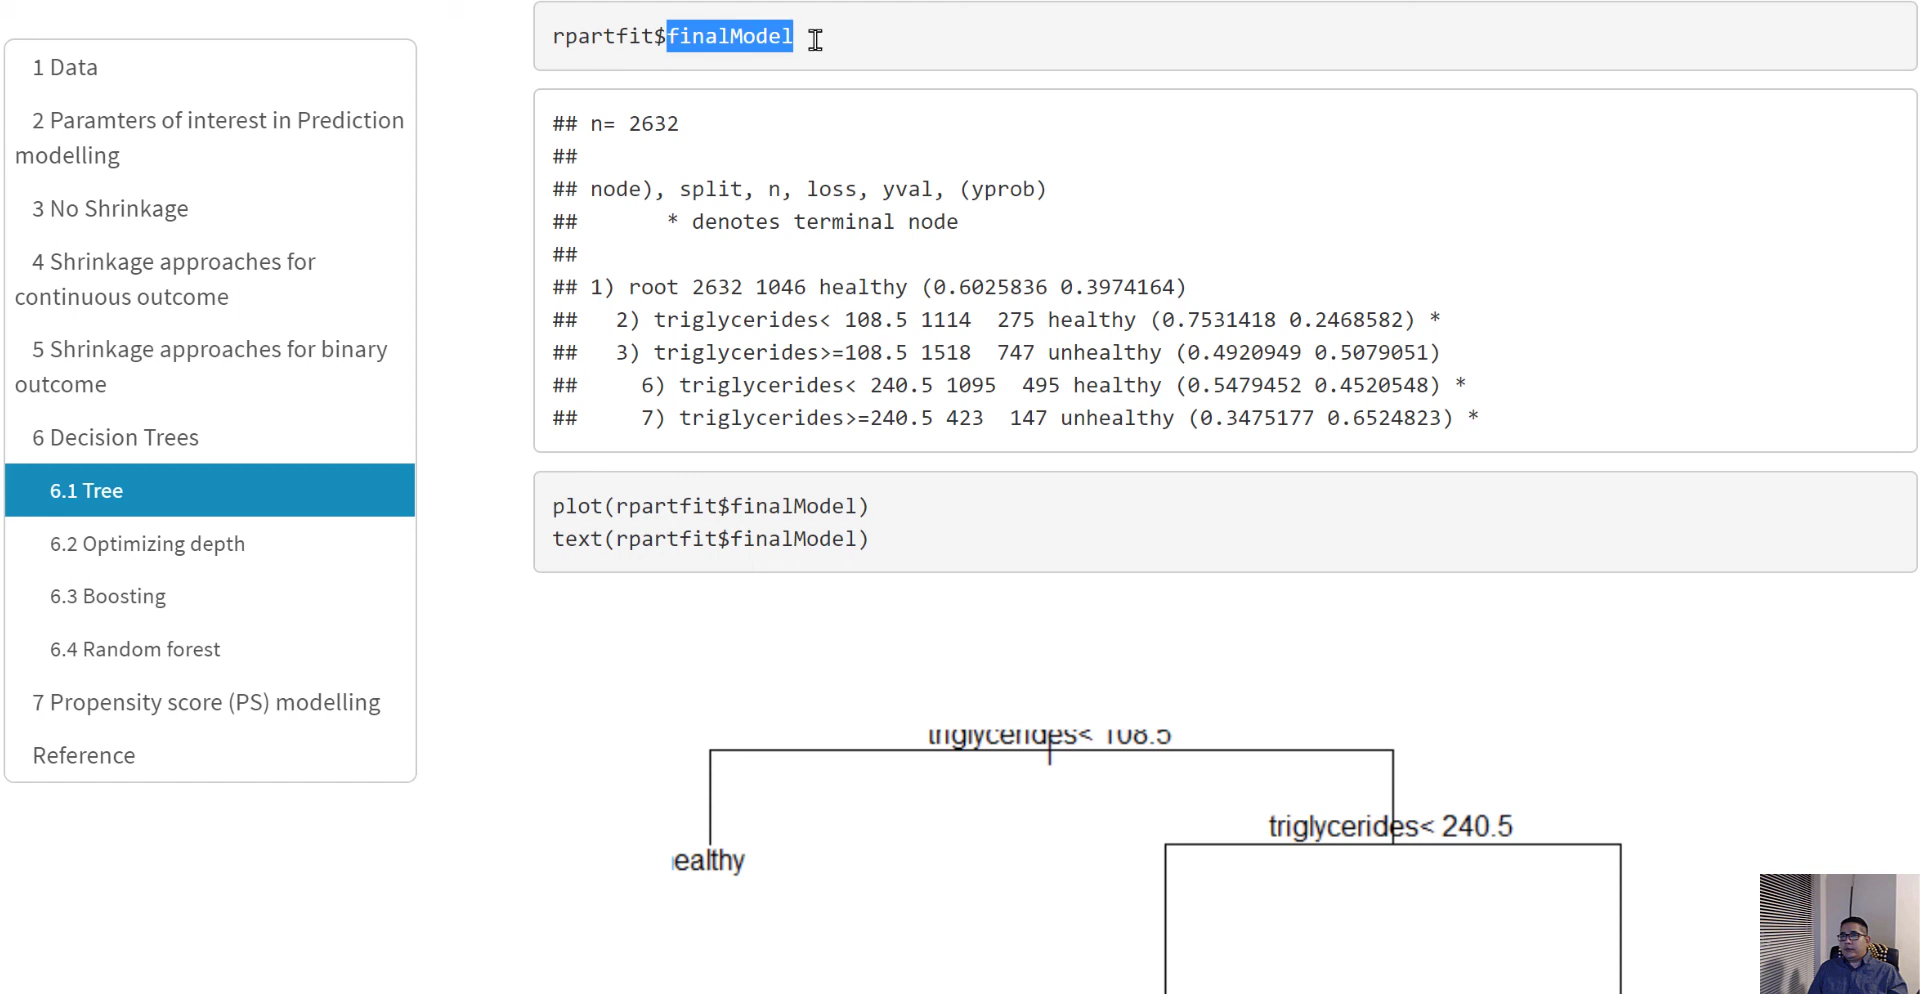 1 Data
2 Paramters of interest in Prediction
modelling
3 No Shrinkage
4 Shrinkage approaches for
continuous outcome
5 Shrinkage approaches for binary
outcome
6 Decision Trees
6.1 Tree
6.2 Optimizing depth
6.3 Boosting
6.4 Random forest
7 Propensity score (PS) modelling
Reference
rpartfit$finalModel
## n= 2632
##
## node), split, n, loss, yval, (yprob)
##       * denotes terminal node
##
## 1) root 2632 1046 healthy (0.6025836 0.3974164)
##   2) triglycerides< 108.5 1114  275 healthy (0.7531418 0.2468582) *
##   3) triglycerides>=108.5 1518  747 unhealthy (0.4920949 0.5079051)
##     6) triglycerides< 240.5 1095  495 healthy (0.5479452 0.4520548) *
##     7) triglycerides>=240.5 423  147 unhealthy (0.3475177 0.6524823) *
plot(rpartfit$finalModel)
text(rpartfit$finalModel)
triglycerides< 108.5
triglycerides< 240.5
ealthy